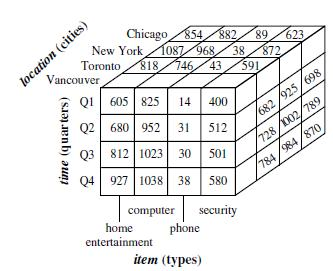 location (cities)
Chicago 854 882 89 623
New York 1087 968 38 872
Toronto 818 746 43 591
Vancouver
time (quarters)
Q1 605 825 14 400
Q2 680 952 31 512
Q3 812 1023 30 501
Q4 927 1038 38 580
682 925 698
728 1002 789
784 984 870
computer security
home phone
entertainment
item (types)